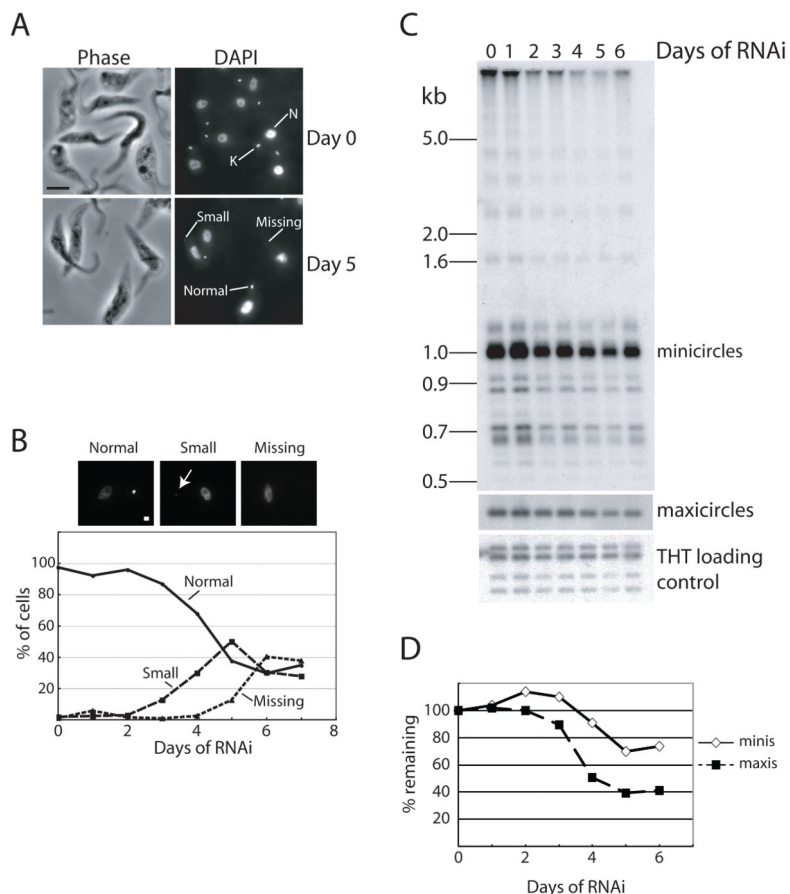 A
Phase DAPI
N
K
Day 0
Small
Missing
Normal
Day 5
B
Normal Small Missing
% of cells
100
80
60
40
20
Normal
Small
Missing
0 2 4 6 8
Days of RNAi
C
0 1 2 3 4 5 6 Days of RNAi
kb
5.0
2.0
1.6
1.0
minicircles
0.9
0.7
0.5
maxicircles
THT loading
control
D
% remaining
100
80
60
40
20
minis
maxis
0 2 4 6
Days of RNAi